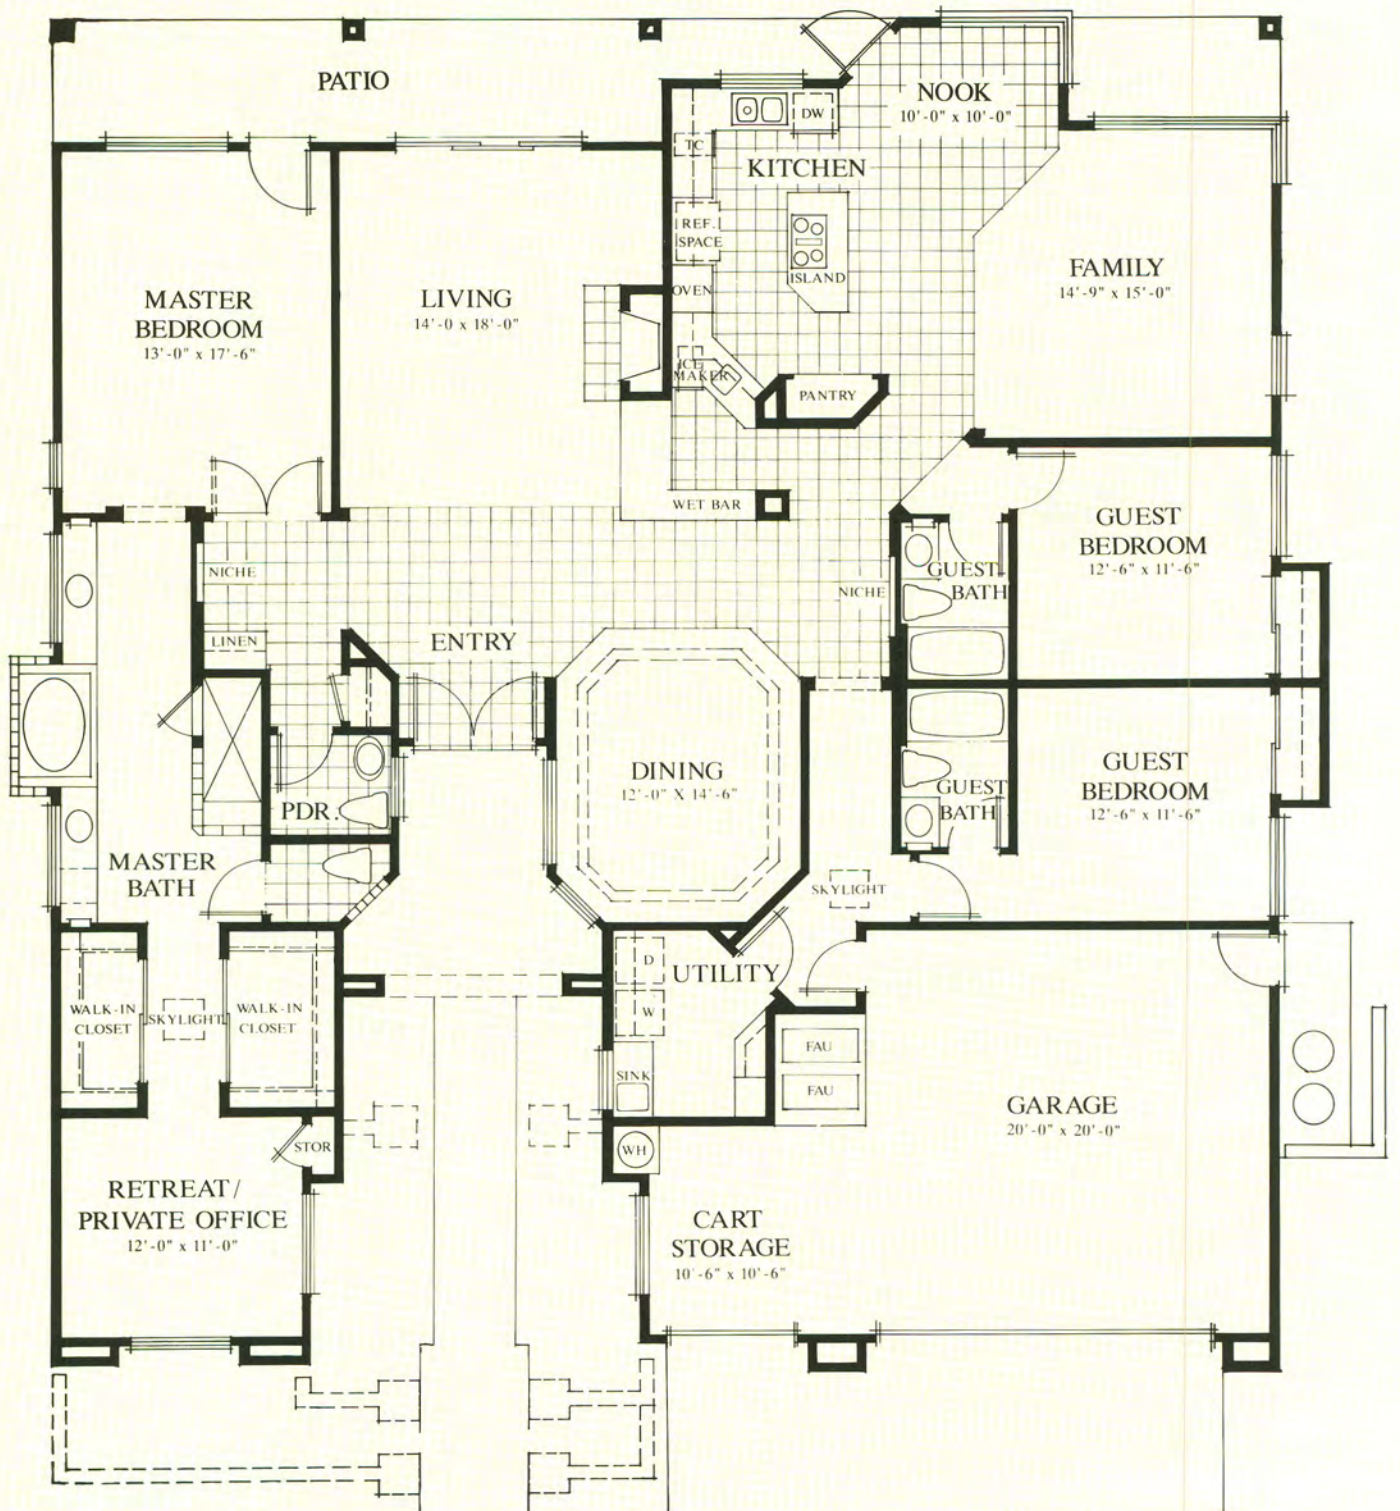 PATIO
NOOK
10'-0" x 10'-0"
DW
TC
KITCHEN
REF.
SPACE
ISLAND
OVEN
FAMILY
14'-9" x 15'-0"
MASTER
BEDROOM
13'-0" x 17'-6"
LIVING
14'-0 x 18'-0"
ICE
MAKER
PANTRY
WET BAR
GUEST
BEDROOM
12'-6" x 11'-6"
GUEST
BATH
NICHE
NICHE
LINEN
ENTRY
DINING
12'-0" X 14'-6"
GUEST
BATH
GUEST
BEDROOM
12'-6" x 11'-6"
PDR.
MASTER
BATH
SKYLIGHT
D
UTILITY
W
WALK-IN
CLOSET
SKYLIGHT
WALK-IN
CLOSET
SINK
FAU
FAU
GARAGE
20'-0" x 20'-0"
STOR
WH
RETREAT/
PRIVATE OFFICE
12'-0" x 11'-0"
CART
STORAGE
10'-6" x 10'-6"